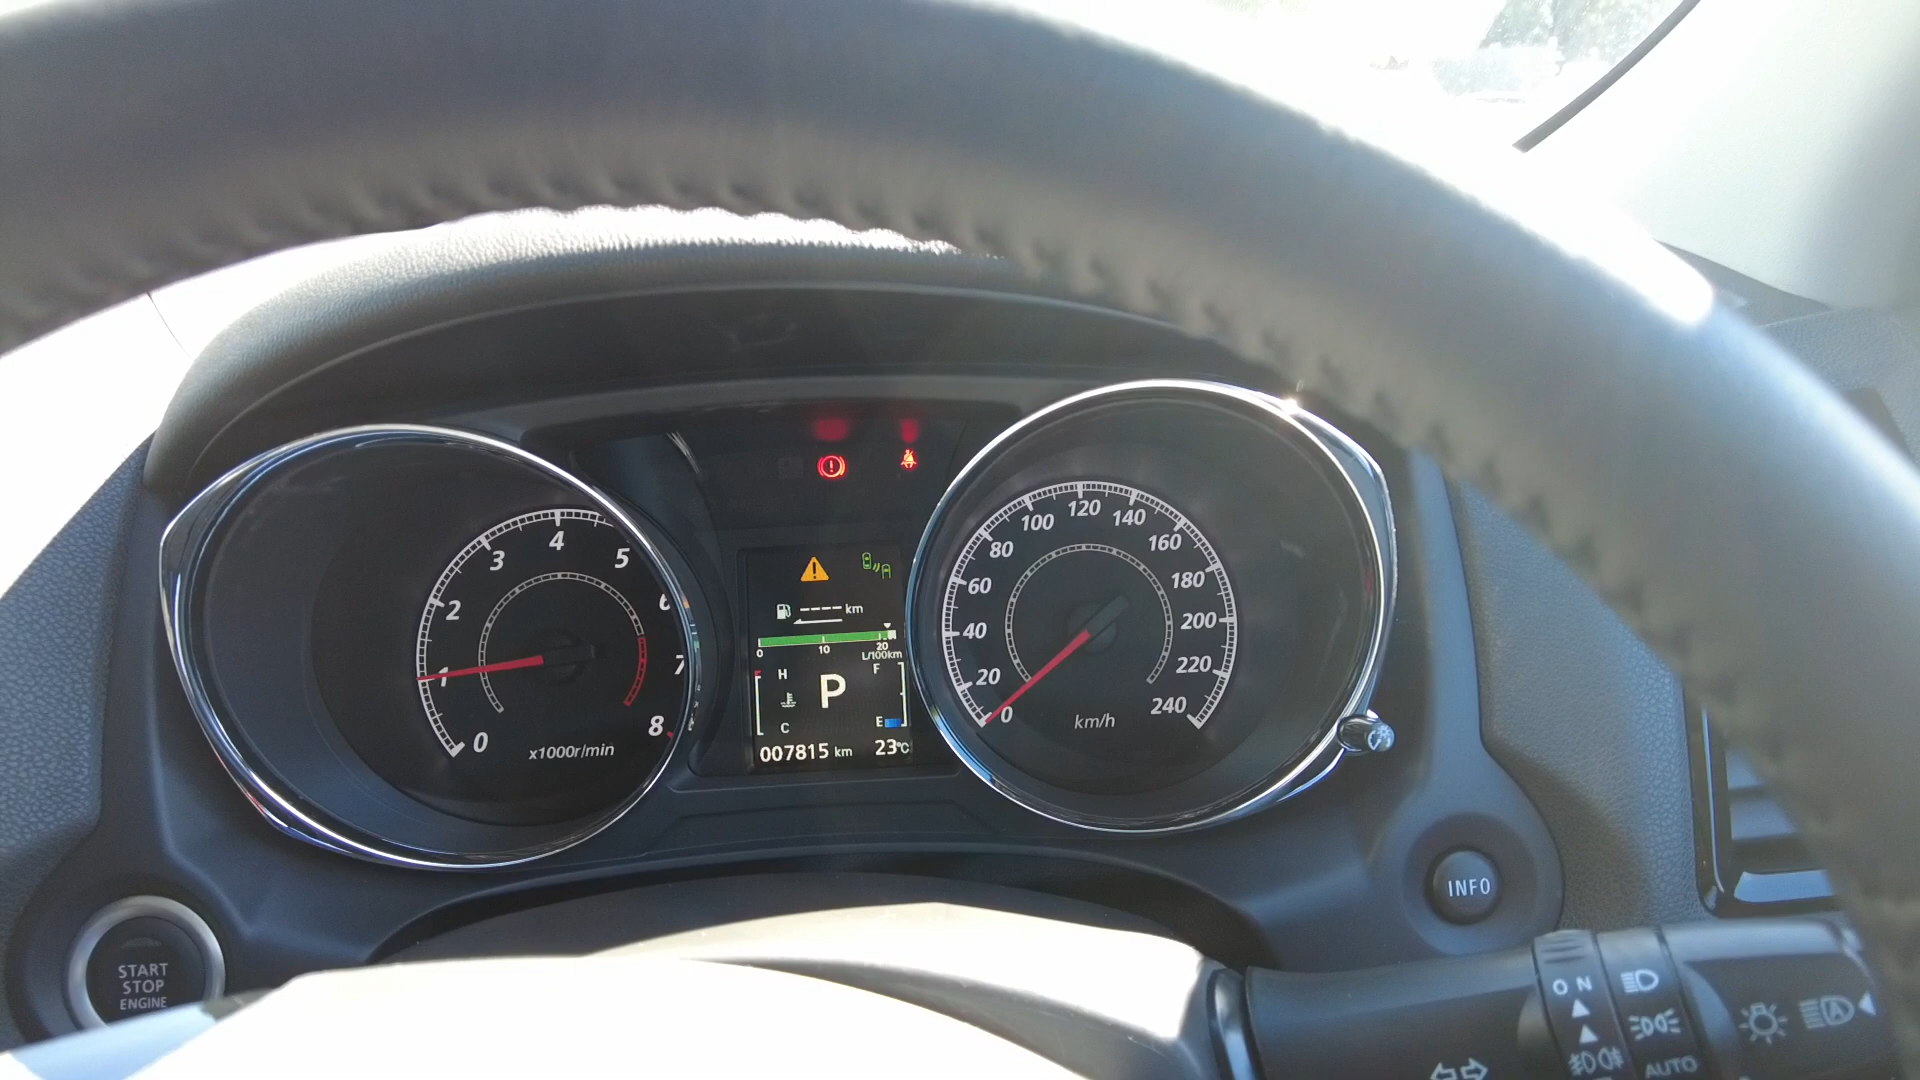 0
1
2
3
4
5
6
7
8
x1000r/min
---- km
0 10 20
L/100km
H F
P
C E
007815 km 23°C
0
20
40
60
80
100
120
140
160
180
200
220
240
km/h
START
STOP
ENGINE
INFO
ON
AUTO
A